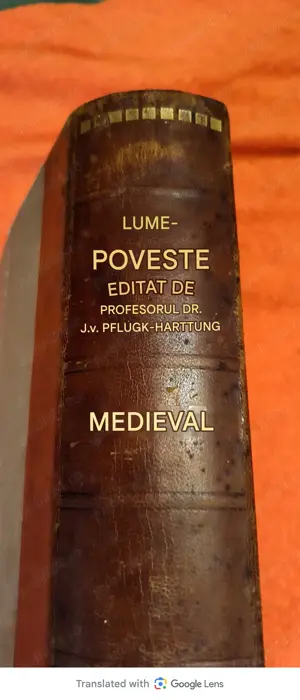 LUME-
POVESTE
EDITAT DE
PROFESORUL DR.
J.v. PFLUGK-HARTTUNG
MEDIEVAL
Translated with Google Lens